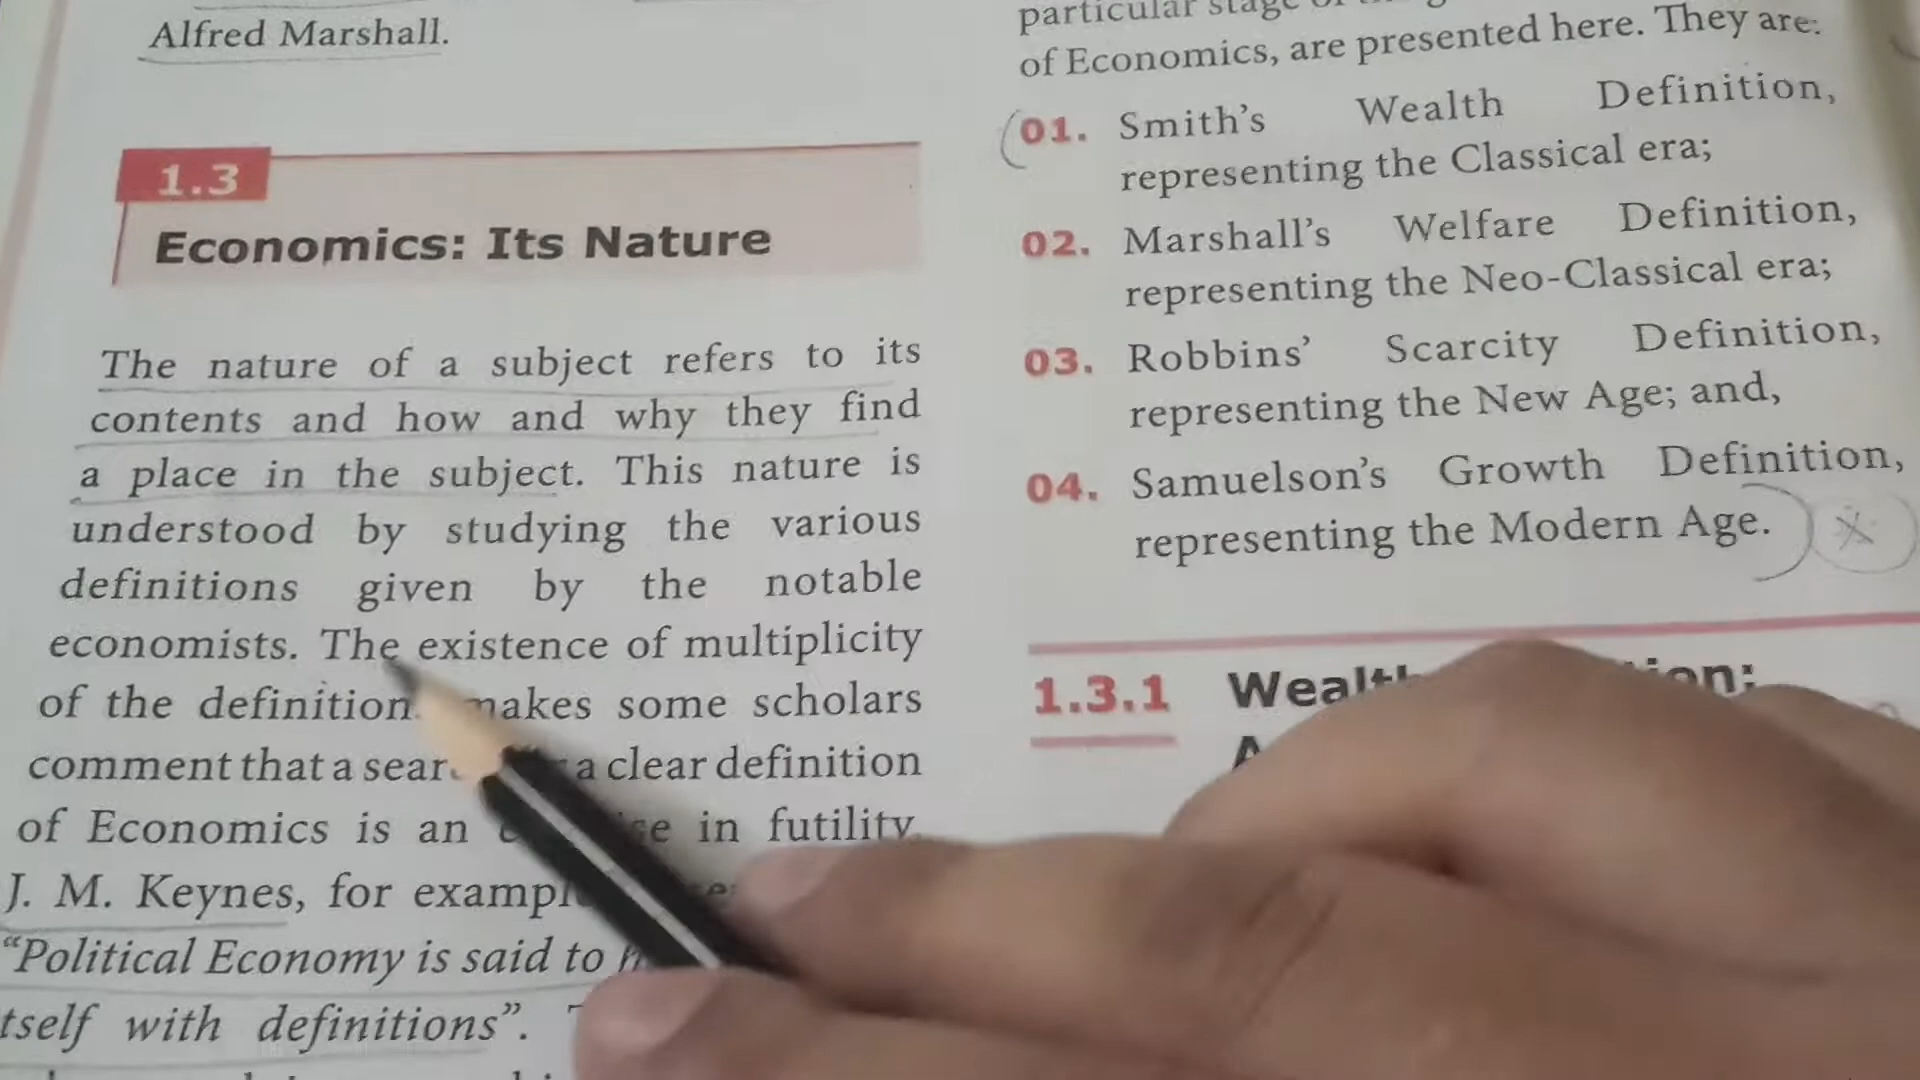 Alfred Marshall.
1.3
Economics: Its Nature
The nature of a subject refers to its
contents and how and why they find
a place in the subject. This nature is
understood by studying the various
definitions given by the notable
economists. The existence of multiplicity
of the definition makes some scholars
comment that a a clear definition
of Economics is an in futility.
J. M. Keynes, for
“Political Economy is said to
tself with definitions”.
particular stage of
of Economics, are presented here. They are:
01. Smith’s Wealth Definition,
representing the Classical era;
02. Marshall’s Welfare Definition,
representing the Neo-Classical era;
03. Robbins’ Scarcity Definition,
representing the New Age; and,
04. Samuelson’s Growth Definition,
representing the Modern Age.
1.3.1